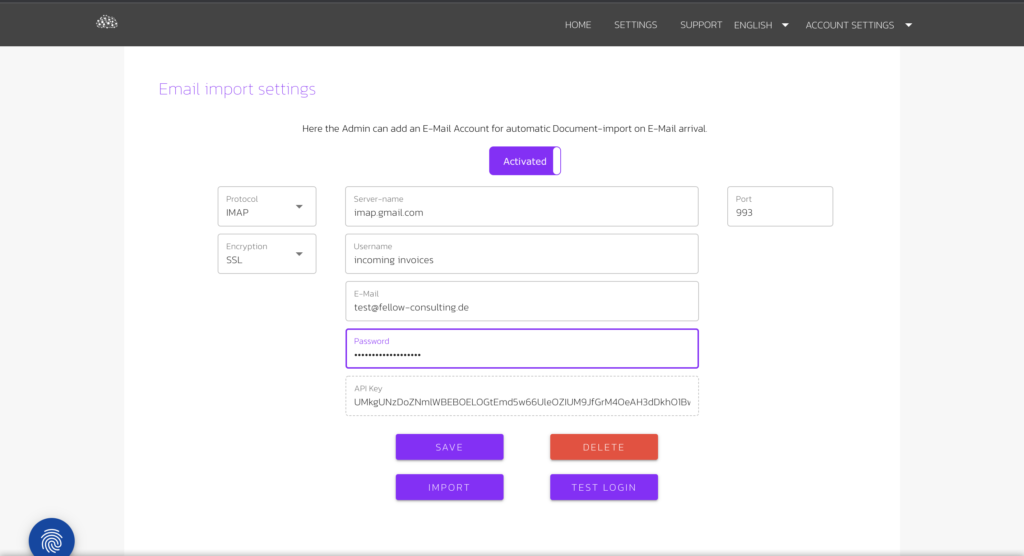 HOME SETTINGS SUPPORT ENGLISH ACCOUNT SETTINGS
Email import settings
Here the Admin can add an E-Mail Account for automatic Document-import on E-Mail arrival.
Activated
Protocol
IMAP
Server-name
imap.gmail.com
Port
993
Encryption
SSL
Username
incoming invoices
E-Mail
test@fellow-consulting.de
Password
•••••••••••••••••••
API Key
SAVE DELETE
IMPORT TEST LOGIN